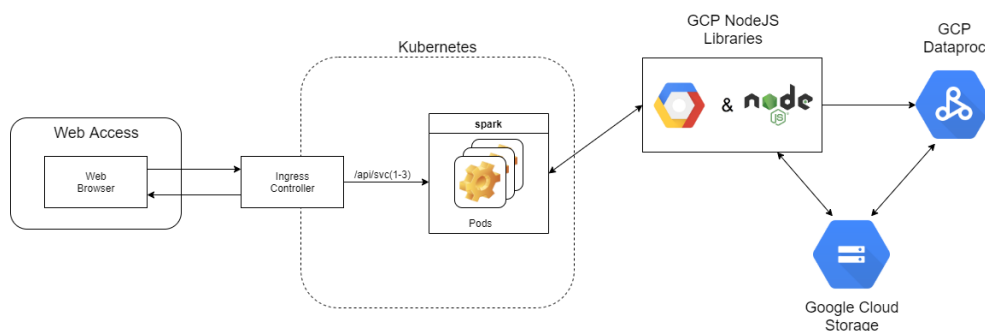 GCP NodeJS
Libraries
GCP
Dataproc
Kubernetes
& node
JS
spark
Web Access
Web
Browser
Ingress
Controller
/api/svc(1-3)
Pods
Google Cloud
Storage